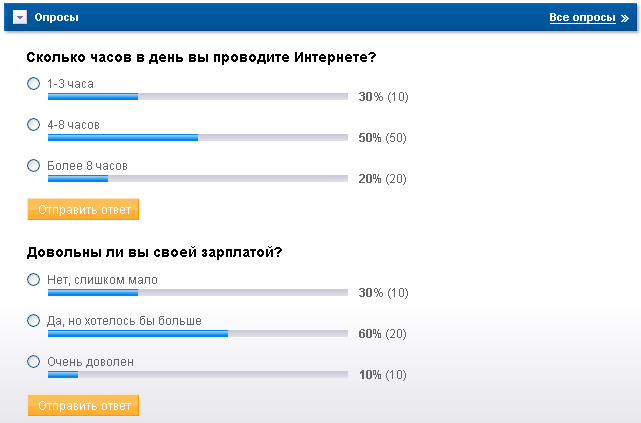 Опросы
Все опросы »
Сколько часов в день вы проводите Интернете?
1-3 часа
30% (10)
4-8 часов
50% (50)
Более 8 часов
20% (20)
Отправить ответ
Довольны ли вы своей зарплатой?
Нет, слишком мало
30% (10)
Да, но хотелось бы больше
60% (20)
Очень доволен
10% (10)
Отправить ответ